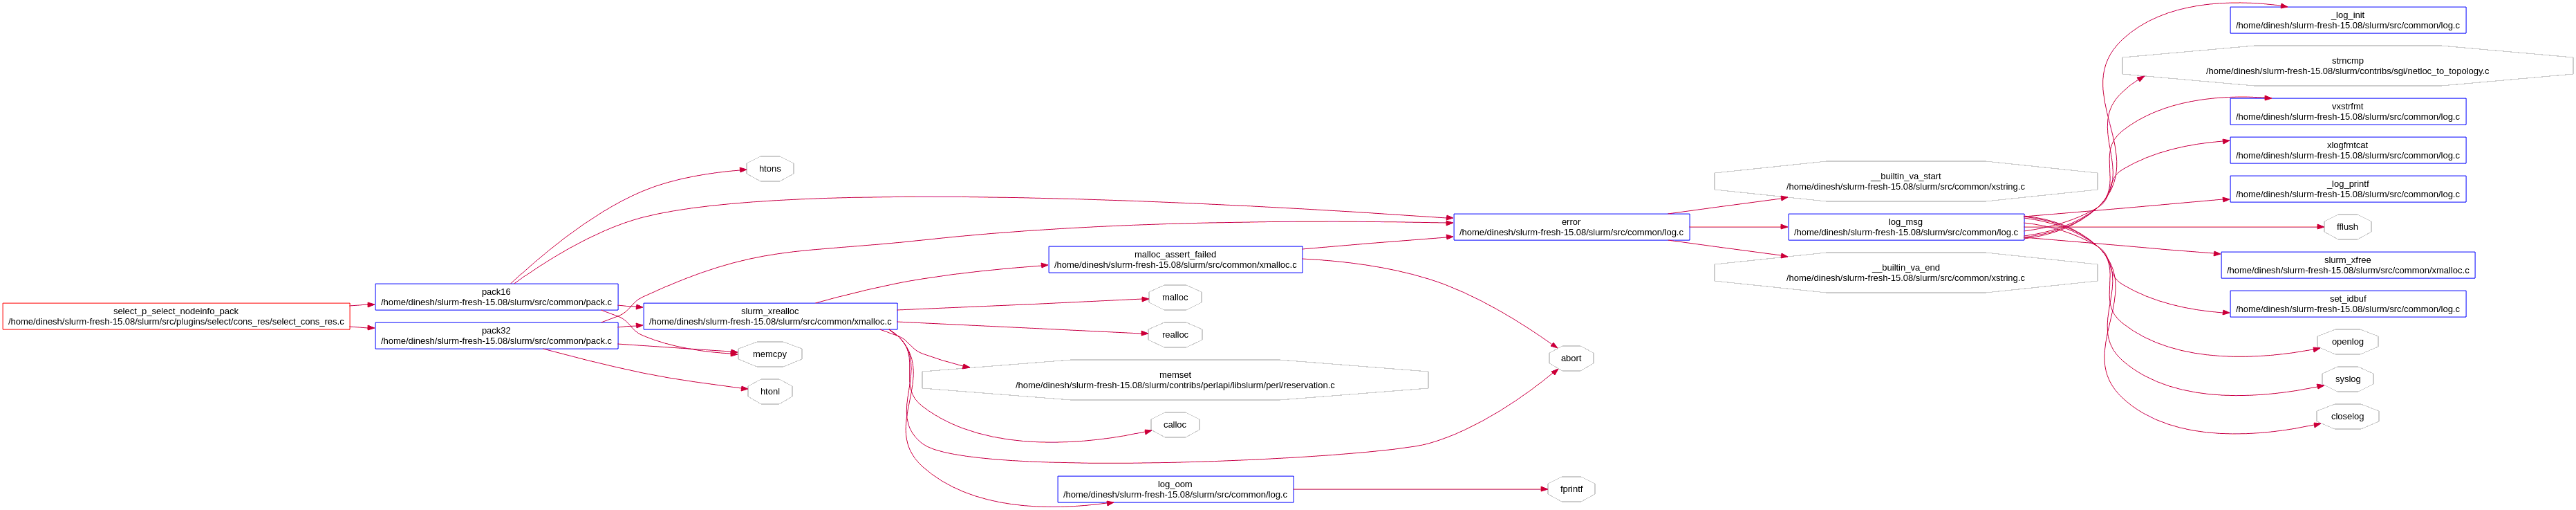 select_p_select_nodeinfo_pack
/home/dinesh/slurm-fresh-15.08/slurm/src/plugins/select/cons_res/select_cons_res.c
pack16
/home/dinesh/slurm-fresh-15.08/slurm/src/common/pack.c
pack32
/home/dinesh/slurm-fresh-15.08/slurm/src/common/pack.c
htons
slurm_xrealloc
/home/dinesh/slurm-fresh-15.08/slurm/src/common/xmalloc.c
memcpy
htonl
malloc_assert_failed
/home/dinesh/slurm-fresh-15.08/slurm/src/common/xmalloc.c
malloc
realloc
memset
/home/dinesh/slurm-fresh-15.08/slurm/contribs/perlapi/libslurm/perl/reservation.c
calloc
log_oom
/home/dinesh/slurm-fresh-15.08/slurm/src/common/log.c
error
/home/dinesh/slurm-fresh-15.08/slurm/src/common/log.c
abort
fprintf
__builtin_va_start
/home/dinesh/slurm-fresh-15.08/slurm/src/common/xstring.c
log_msg
/home/dinesh/slurm-fresh-15.08/slurm/src/common/log.c
__builtin_va_end
/home/dinesh/slurm-fresh-15.08/slurm/src/common/xstring.c
_log_init
/home/dinesh/slurm-fresh-15.08/slurm/src/common/log.c
strncmp
/home/dinesh/slurm-fresh-15.08/slurm/contribs/sgi/netloc_to_topology.c
vxstrfmt
/home/dinesh/slurm-fresh-15.08/slurm/src/common/log.c
xlogfmtcat
/home/dinesh/slurm-fresh-15.08/slurm/src/common/log.c
_log_printf
/home/dinesh/slurm-fresh-15.08/slurm/src/common/log.c
fflush
slurm_xfree
/home/dinesh/slurm-fresh-15.08/slurm/src/common/xmalloc.c
set_idbuf
/home/dinesh/slurm-fresh-15.08/slurm/src/common/log.c
openlog
syslog
closelog